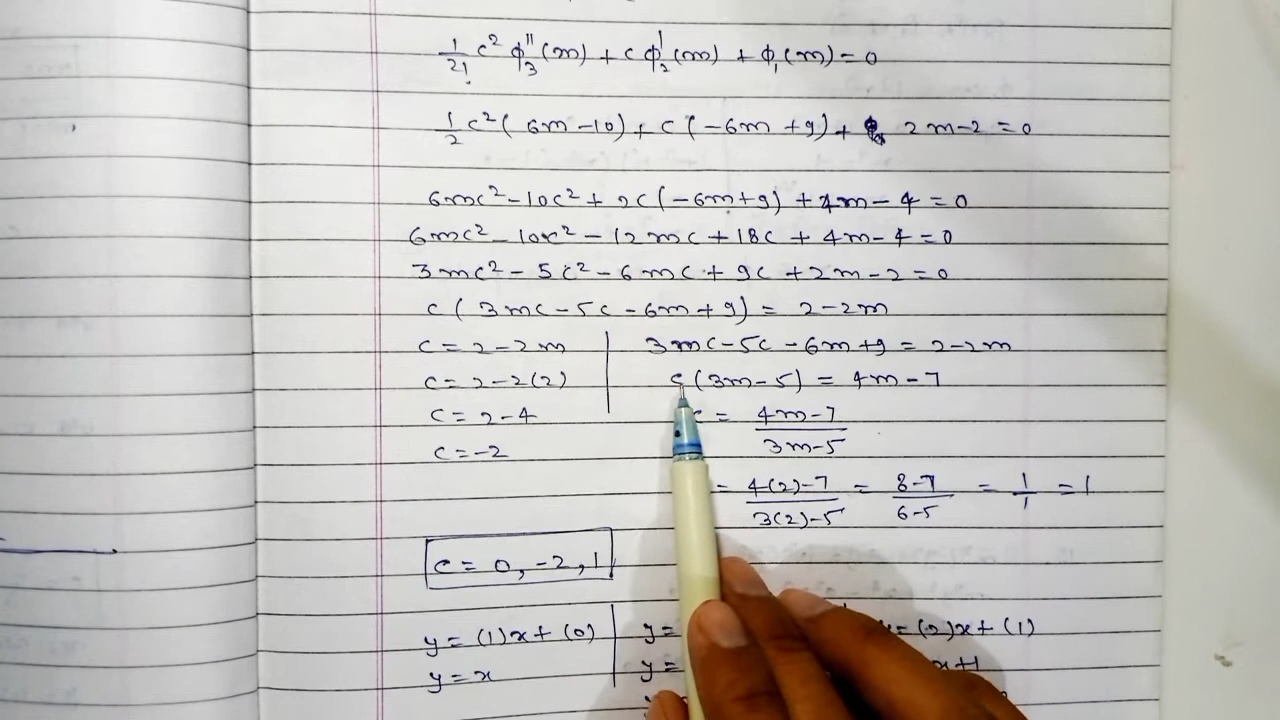 1/2! c² ϕ₃''(m) + c ϕ₂'(m) + ϕ₁(m) = 0
1/2 c² (6m-10) + c (-6m+9) + 2m-2 = 0
6mc² - 10c² + 2c(-6m+9) + 4m - 4 = 0
6mc² - 10c² - 12mc + 18c + 4m - 4 = 0
3mc² - 5c² - 6mc + 9c + 2m - 2 = 0
c (3mc - 5c - 6m + 9) = 2-2m
c = 2-2m | 3mc - 5c - 6m + 9 = 2-2m
c = 2-2(2) | c(3m-5) = 4m-7
c = 2-4 | = 4m-7 / 3m-5
c = -2
= 4(2)-7 / 3(2)-5 = 8-7 / 6-5 = 1/1 = 1
c = 0, -2, 1
y = (1)x + (0) | y = | = (2)x + (1)
y = x | y = x+1